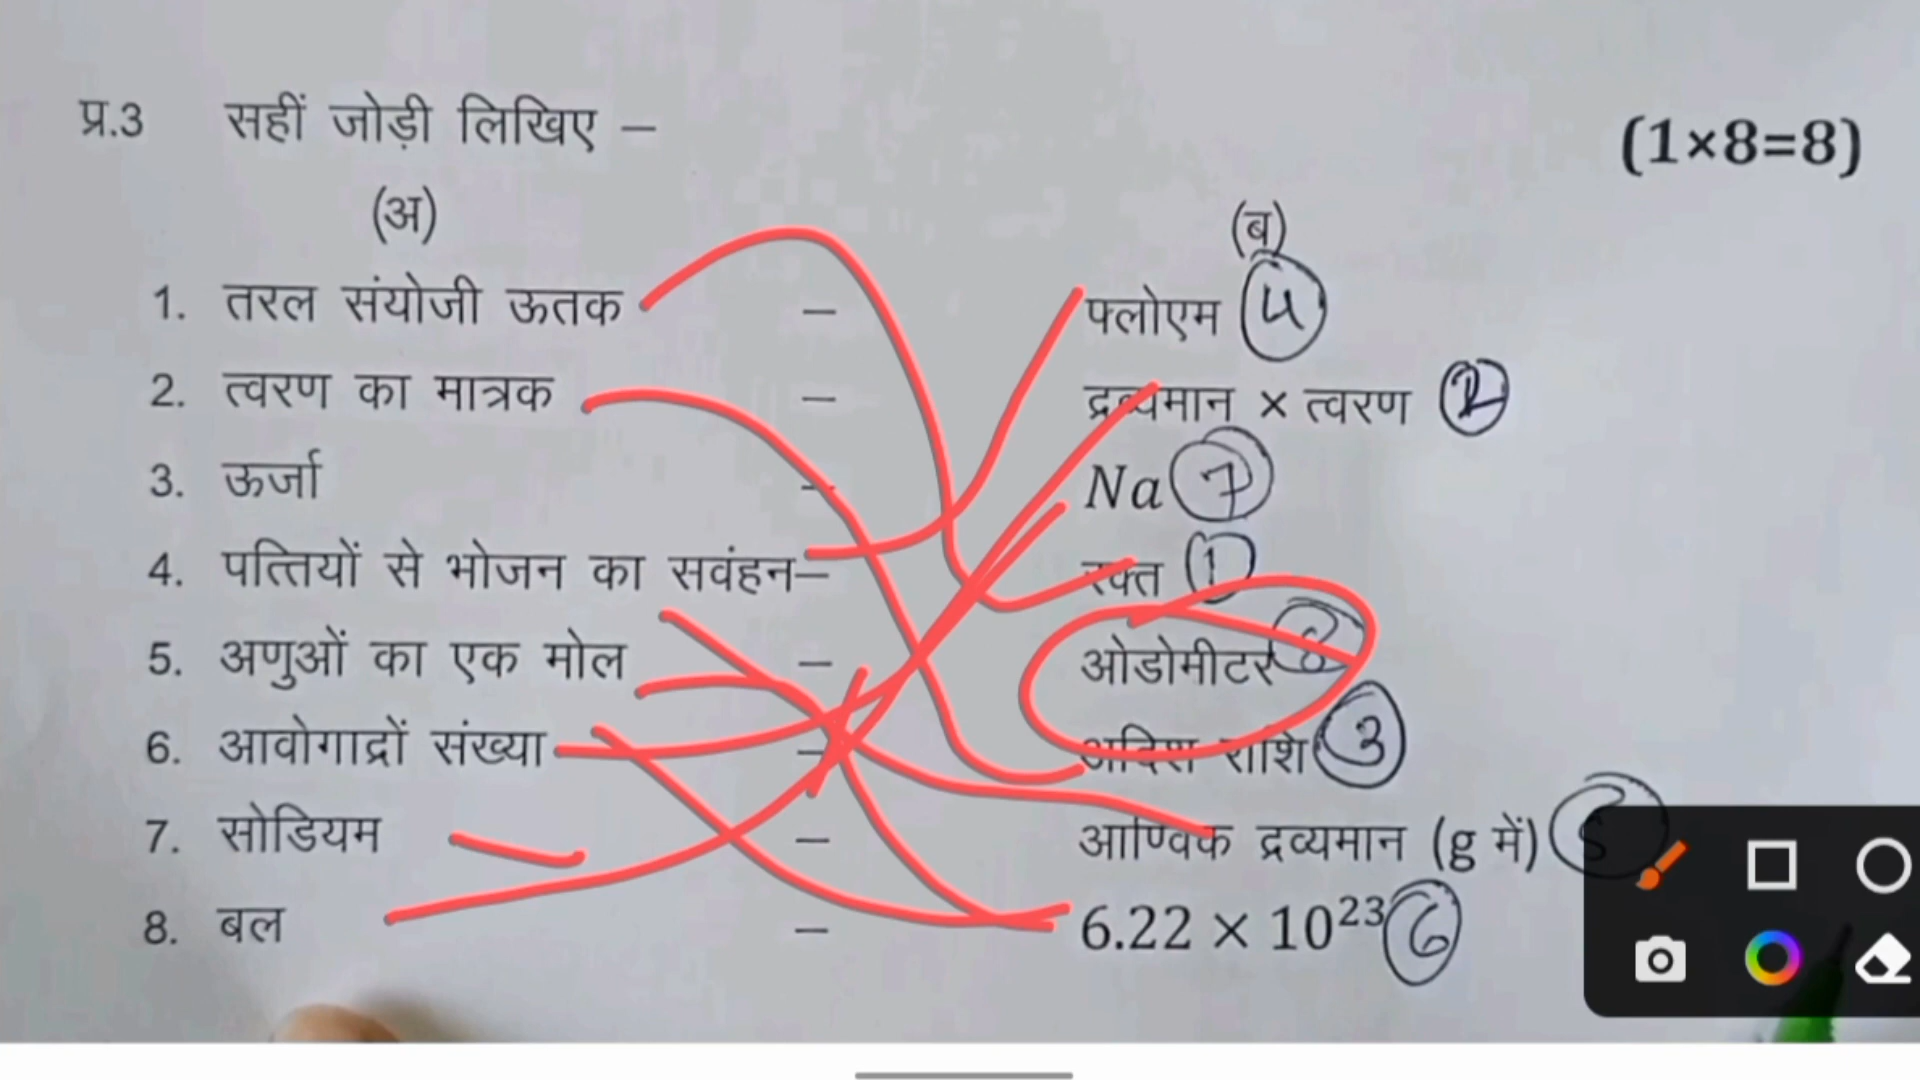 प्र.3 सहीं जोड़ी लिखिए – (1×8=8)
(अ) (ब)
1. तरल संयोजी ऊतक – फ्लोएम 4
2. त्वरण का मात्रक – द्रव्यमान × त्वरण 2
3. ऊर्जा – Na 7
4. पत्तियों से भोजन का सवंहन– रक्त 1
5. अणुओं का एक मोल – ओडोमीटर 8
6. आवोगाद्रों संख्या – अदिश राशि 3
7. सोडियम – आण्विक द्रव्यमान (g में) 5
8. बल – 6.22 × 10²³ 6